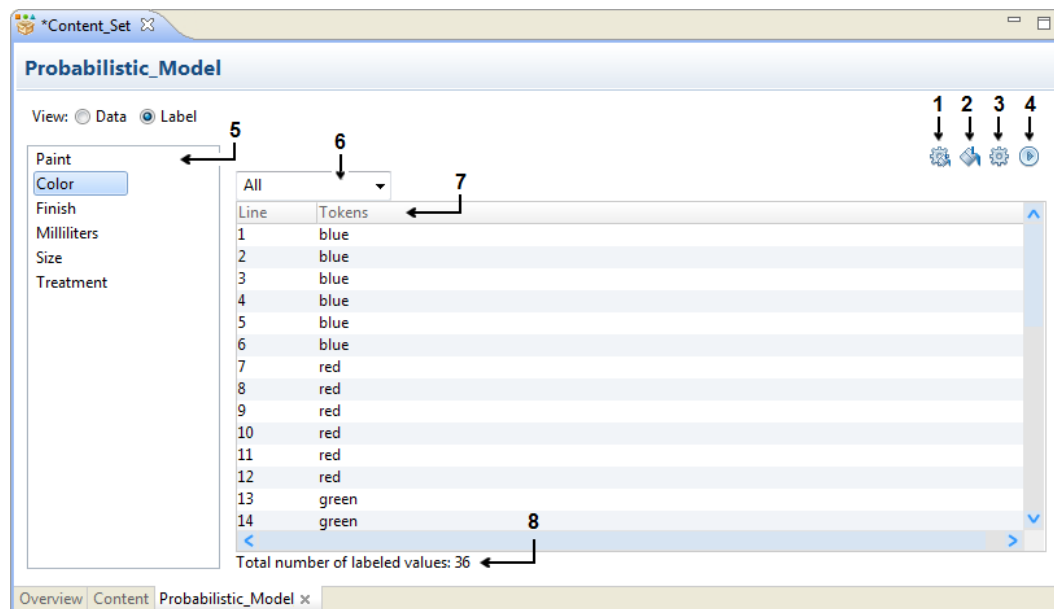 *Content_Set
Probabilistic_Model
View: Data Label
1 2 3 4
5
6
7
Paint
Color
Finish
Milliliters
Size
Treatment
All
Line Tokens
1 blue
2 blue
3 blue
4 blue
5 blue
6 blue
7 red
8 red
9 red
10 red
11 red
12 red
13 green
14 green
8
Total number of labeled values: 36
Overview Content Probabilistic_Model